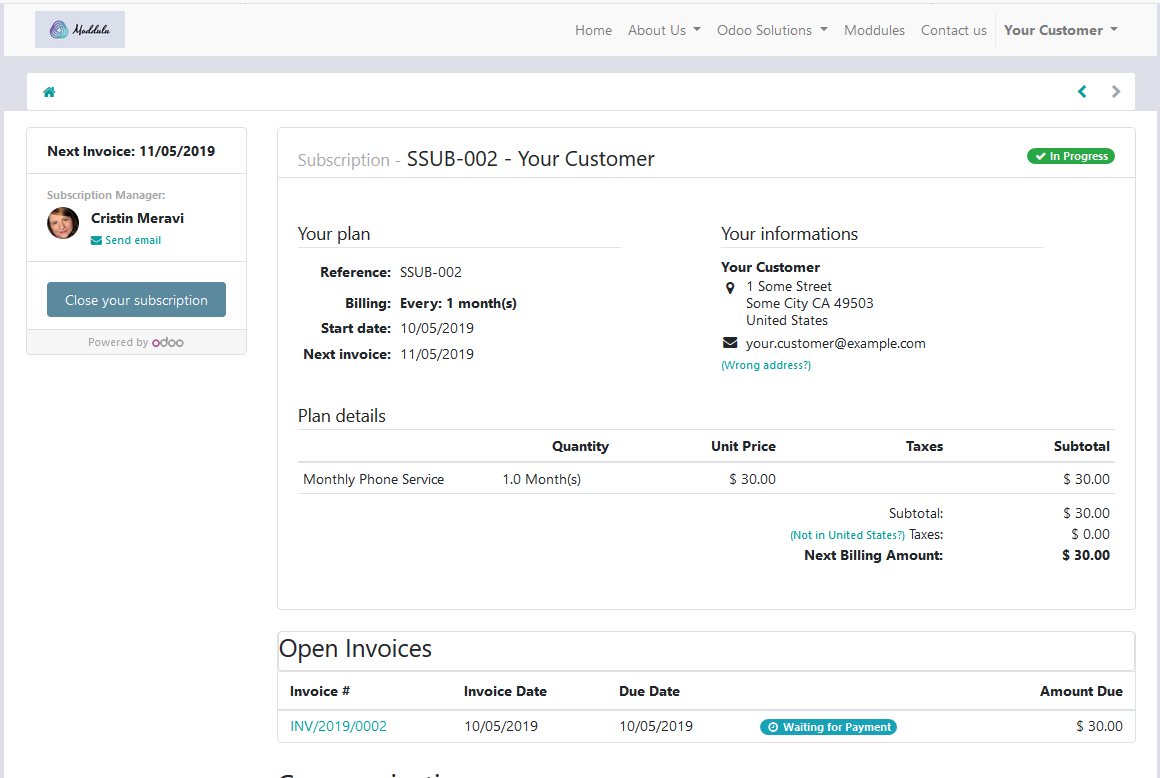 Moddulu
Home About Us Odoo Solutions Moddules Contact us Your Customer
Next Invoice: 11/05/2019
Subscription Manager:
Cristin Meravi
Send email
Close your subscription
Powered by odoo
Subscription - SSUB-002 - Your Customer
In Progress
Your plan
Reference: SSUB-002
Billing: Every: 1 month(s)
Start date: 10/05/2019
Next invoice: 11/05/2019
Your informations
Your Customer
1 Some Street
Some City CA 49503
United States
your.customer@example.com
(Wrong address?)
Plan details
Quantity Unit Price Taxes Subtotal
Monthly Phone Service 1.0 Month(s) $ 30.00 $ 30.00
Subtotal: $ 30.00
(Not in United States?) Taxes: $ 0.00
Next Billing Amount: $ 30.00
Open Invoices
Invoice # Invoice Date Due Date Amount Due
INV/2019/0002 10/05/2019 10/05/2019 Waiting for Payment $ 30.00